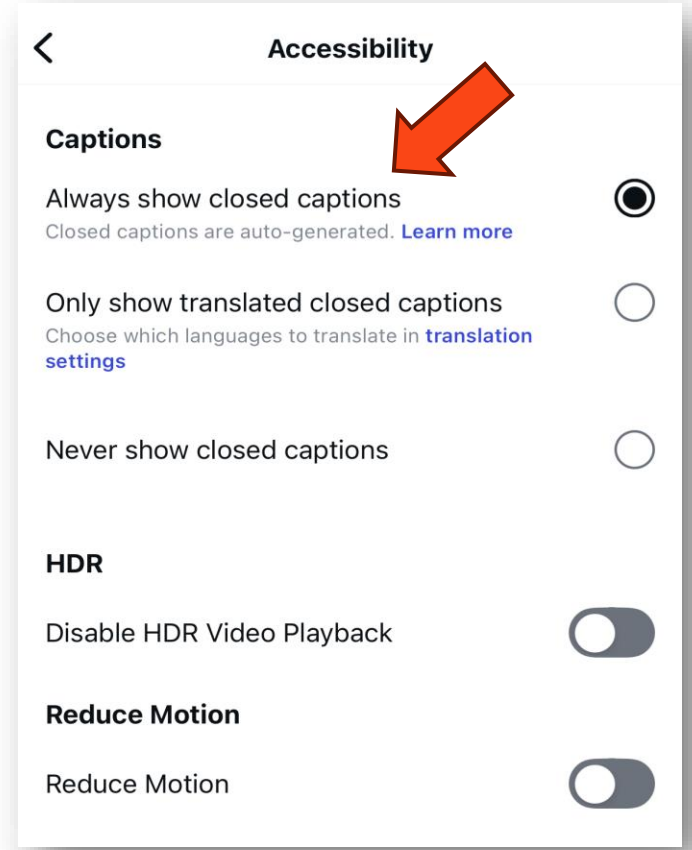 Accessibility
Captions
Always show closed captions
Closed captions are auto-generated. Learn more
Only show translated closed captions
Choose which languages to translate in translation
settings
Never show closed captions
HDR
Disable HDR Video Playback
Reduce Motion
Reduce Motion